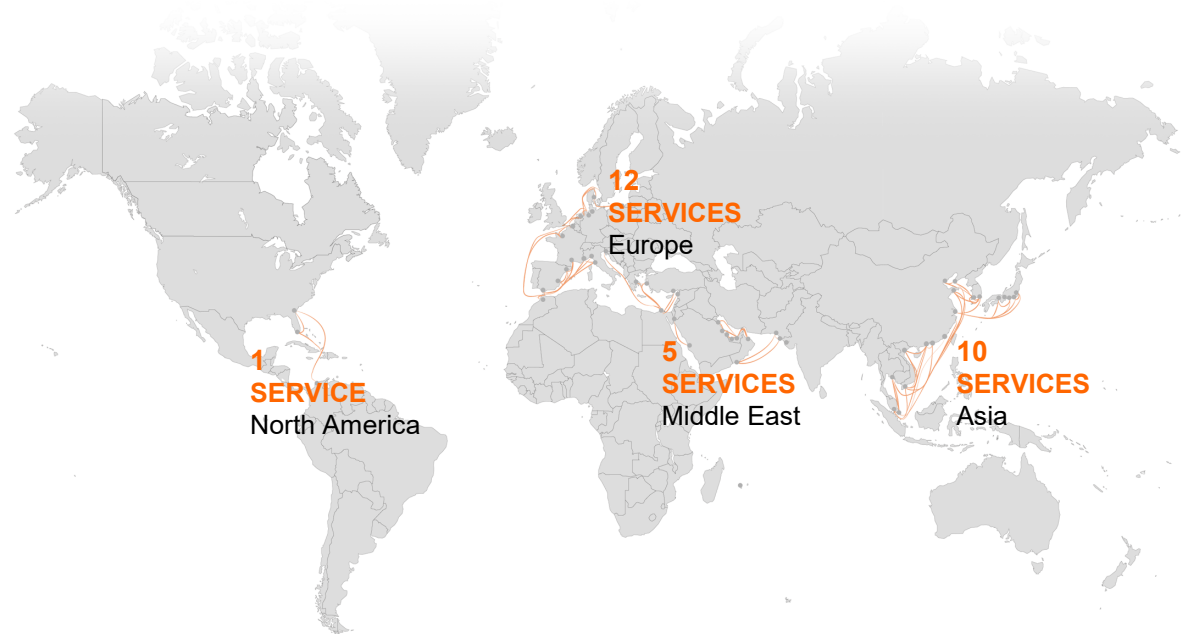 12
SERVICES
Europe
1
SERVICE
North America
5
SERVICES
Middle East
10
SERVICES
Asia